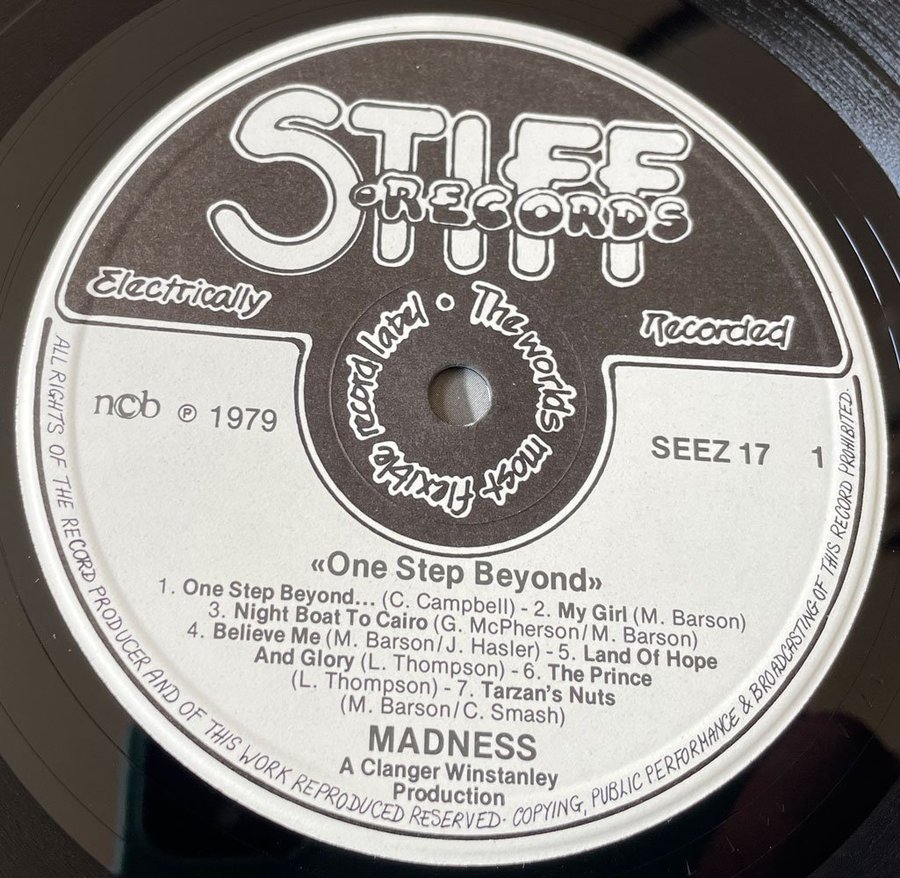 STIFF
•RECORDS
Electrically
Recorded
The worlds most flexible record label •
ncb ℗ 1979
SEEZ 17 1
«One Step Beyond»
1. One Step Beyond... (C. Campbell) - 2. My Girl (M. Barson)
3. Night Boat To Cairo (G. McPherson/M. Barson)
4. Believe Me (M. Barson/J. Hasler) - 5. Land Of Hope
And Glory (L. Thompson) - 6. The Prince
(L. Thompson) - 7. Tarzan's Nuts
(M. Barson/C. Smash)
MADNESS
A Clanger Winstanley
Production
ALL RIGHTS OF THE RECORD PRODUCER AND OF THIS WORK REPRODUCED RESERVED· COPYING, PUBLIC PERFORMANCE & BROADCASTING OF THIS RECORD PROHIBITED.